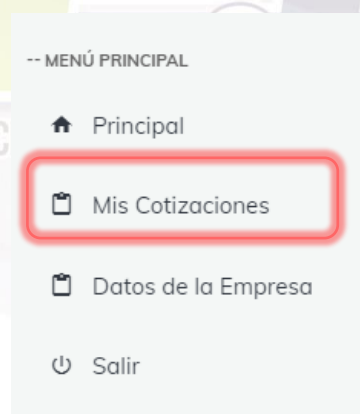 -- MENÚ PRINCIPAL
Principal
Mis Cotizaciones
Datos de la Empresa
Salir